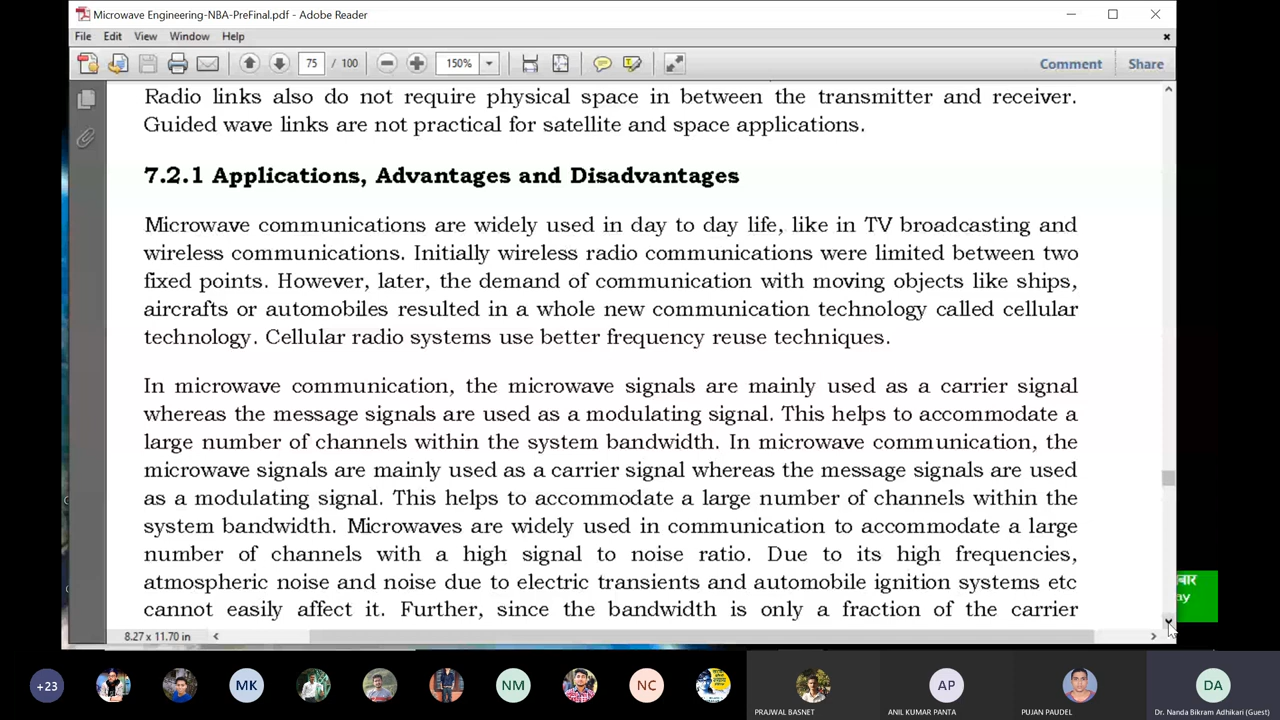 Microwave Engineering-NBA-PreFinal.pdf - Adobe Reader
File Edit View Window Help
75 / 100 150% Comment Share
Radio links also do not require physical space in between the transmitter and receiver.
Guided wave links are not practical for satellite and space applications.
7.2.1 Applications, Advantages and Disadvantages
Microwave communications are widely used in day to day life, like in TV broadcasting and
wireless communications. Initially wireless radio communications were limited between two
fixed points. However, later, the demand of communication with moving objects like ships,
aircrafts or automobiles resulted in a whole new communication technology called cellular
technology. Cellular radio systems use better frequency reuse techniques.
In microwave communication, the microwave signals are mainly used as a carrier signal
whereas the message signals are used as a modulating signal. This helps to accommodate a
large number of channels within the system bandwidth. In microwave communication, the
microwave signals are mainly used as a carrier signal whereas the message signals are used
as a modulating signal. This helps to accommodate a large number of channels within the
system bandwidth. Microwaves are widely used in communication to accommodate a large
number of channels with a high signal to noise ratio. Due to its high frequencies,
atmospheric noise and noise due to electric transients and automobile ignition systems etc
cannot easily affect it. Further, since the bandwidth is only a fraction of the carrier
8.27 x 11.70 in
+23 MK NM NC AP DA
PRAJWAL BASNET ANIL KUMAR PANTA PUJAN PAUDEL Dr. Nanda Bikram Adhikari (Guest)